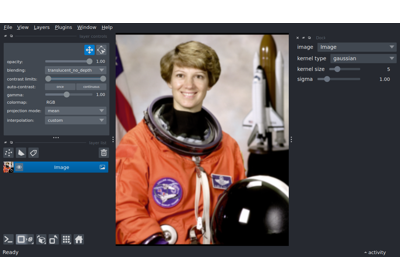 File View Layers Plugins Window Help
opacity: 1.00
blending: translucent_no_depth
contrast limits:
auto-contrast: once continuous
gamma: 1.00
colormap: RGB
projection mode: mean
interpolation: custom
Image
image Image
kernel type gaussian
kernel size 5
sigma 1.00
Ready
activity